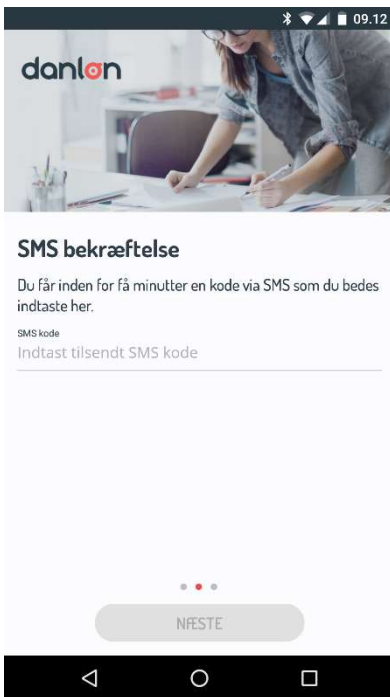 09.12
danløn
SMS bekræftelse
Du får inden for få minutter en kode via SMS som du bedes
indtaste her.
SMS kode
Indtast tilsendt SMS kode
NÆSTE